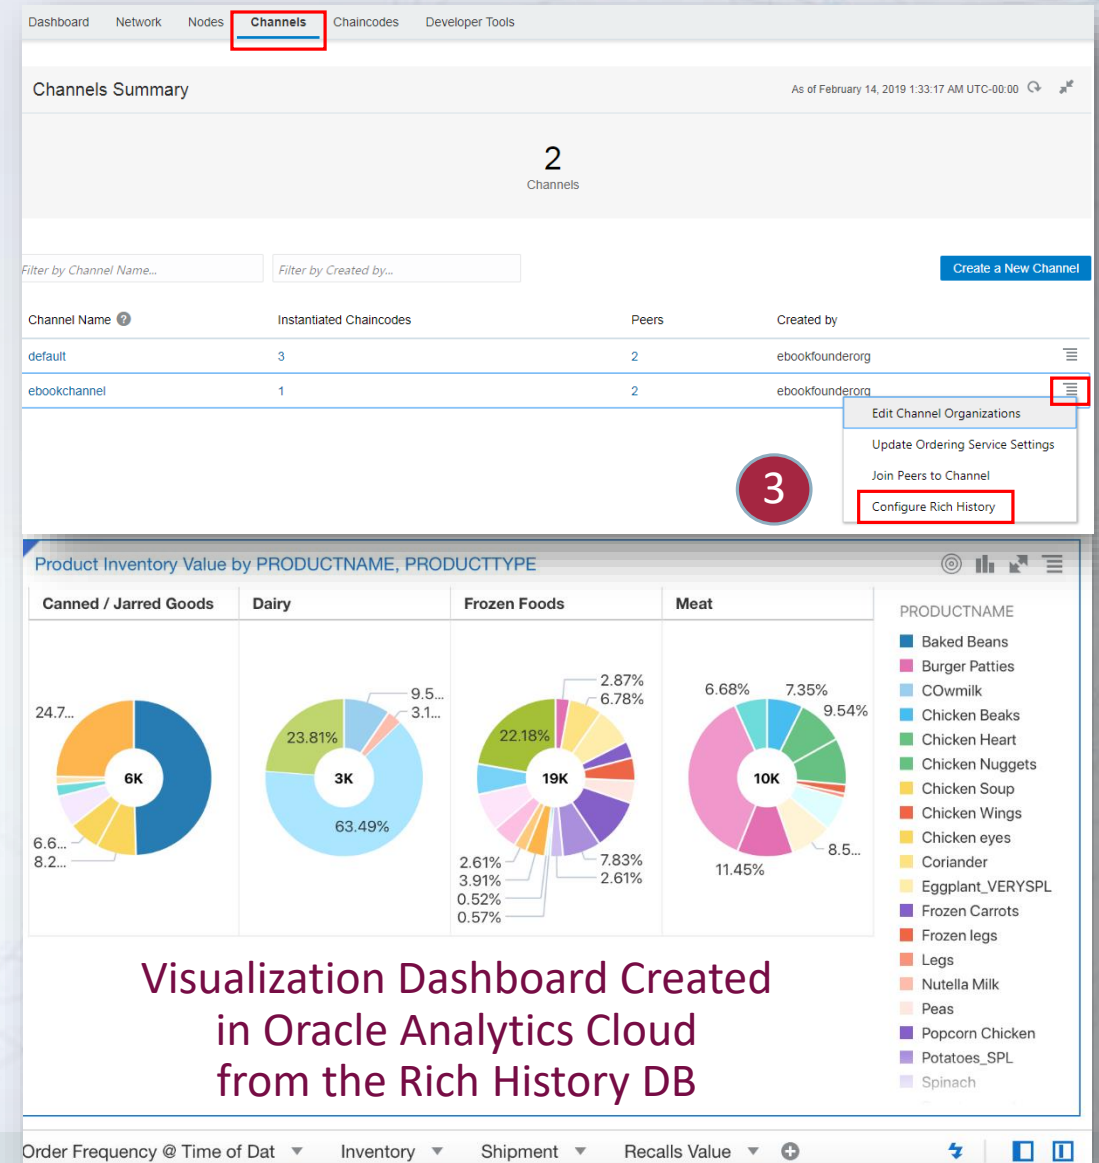 Dashboard Network Nodes Channels Chaincodes Developer Tools
Channels Summary
As of February 14, 2019 1:33:17 AM UTC-00:00
2
Channels
Filter by Channel Name...
Filter by Created by...
Create a New Channel
Channel Name ? Instantiated Chaincodes Peers Created by
default 3 2 ebookfounderorg
ebookchannel 1 2 ebookfounderorg
Edit Channel Organizations
Update Ordering Service Settings
Join Peers to Channel
Configure Rich History
3
Product Inventory Value by PRODUCTNAME, PRODUCTTYPE
Canned / Jarred Goods Dairy Frozen Foods Meat
24.7...
6K
6.6...
8.2...
9.5...
3.1...
23.81%
3K
63.49%
2.87%
6.78%
22.18%
19K
2.61%
3.91%
0.52%
0.57%
7.83%
2.61%
6.68%
7.35%
9.54%
10K
8.5...
11.45%
PRODUCTNAME
Baked Beans
Burger Patties
COwmilk
Chicken Beaks
Chicken Heart
Chicken Nuggets
Chicken Soup
Chicken Wings
Chicken eyes
Coriander
Eggplant_VERYSPL
Frozen Carrots
Frozen legs
Legs
Nutella Milk
Peas
Popcorn Chicken
Potatoes_SPL
Spinach
Visualization Dashboard Created
in Oracle Analytics Cloud
from the Rich History DB
Order Frequency @ Time of Dat Inventory Shipment Recalls Value